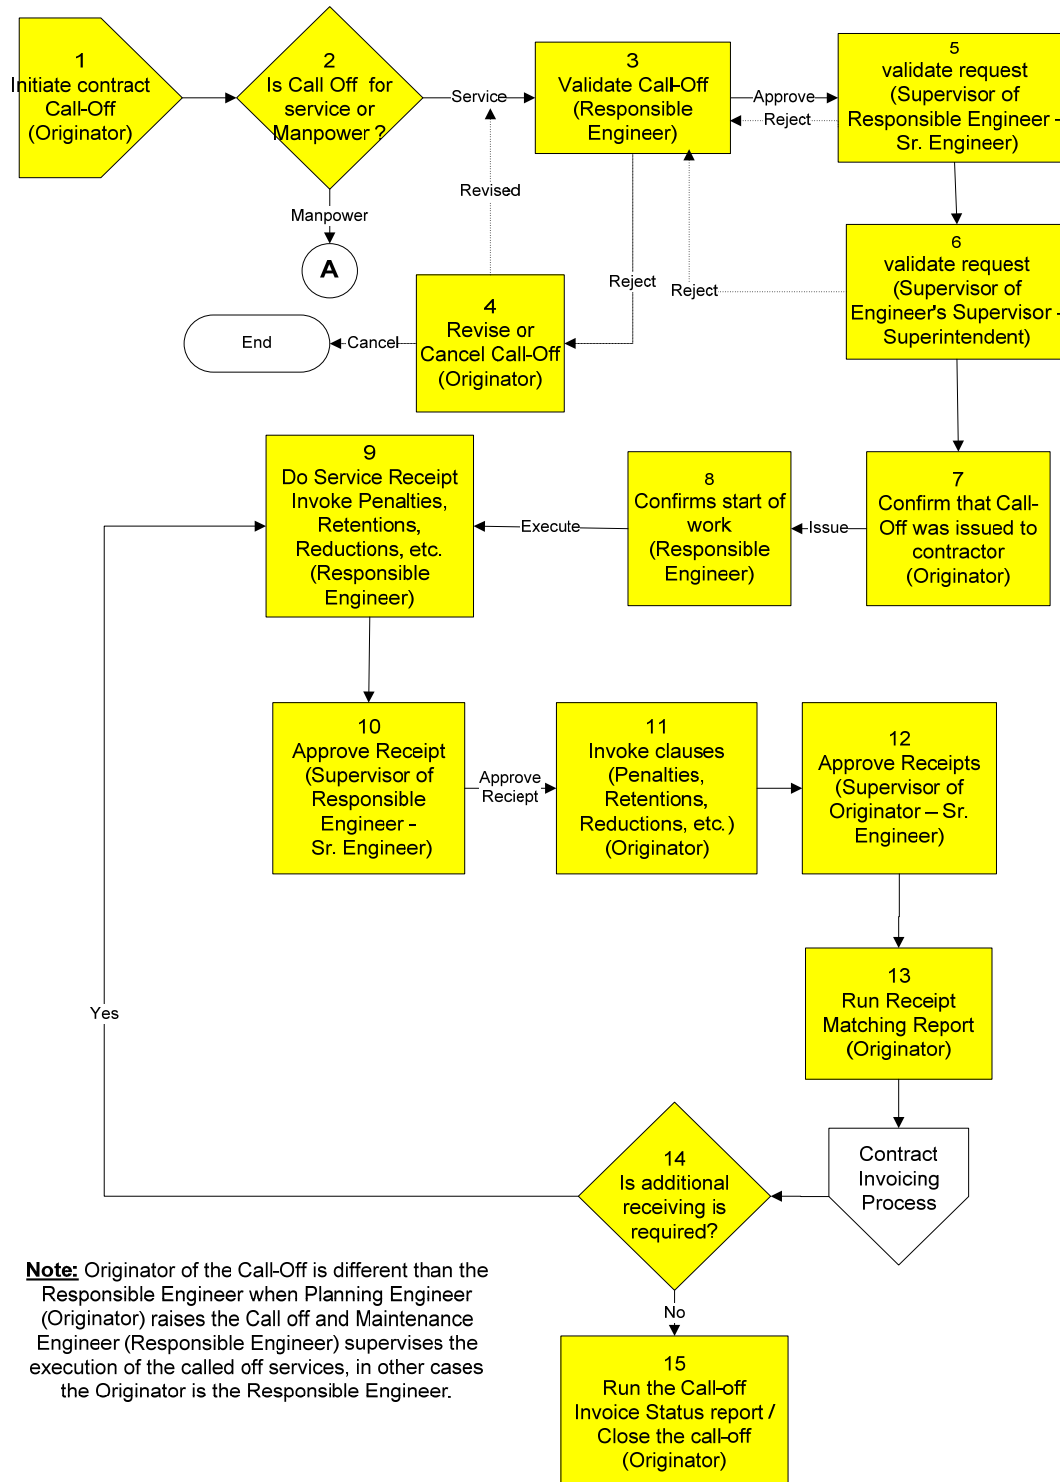 1
Initiate contract
Call-Off
(Originator)
2
Is Call Off for
service or
Manpower ?
Service
Manpower
A
3
Validate Call-Off
(Responsible
Engineer)
Approve
Reject
5
validate request
(Supervisor of
Responsible Engineer –
Sr. Engineer)
Revised
Reject
Reject
6
validate request
(Supervisor of
Engineer's Supervisor –
Superintendent)
4
Revise or
Cancel Call-Off
(Originator)
Cancel
End
7
Confirm that Call-
Off was issued to
contractor
(Originator)
Issue
8
Confirms start of
work
(Responsible
Engineer)
Execute
9
Do Service Receipt
Invoke Penalties,
Retentions,
Reductions, etc.
(Responsible
Engineer)
10
Approve Receipt
(Supervisor of
Responsible
Engineer -
Sr. Engineer)
Approve
Reciept
11
Invoke clauses
(Penalties,
Retentions,
Reductions, etc.)
(Originator)
12
Approve Receipts
(Supervisor of
Originator – Sr.
Engineer)
13
Run Receipt
Matching Report
(Originator)
Contract
Invoicing
Process
14
Is additional
receiving is
required?
Yes
No
15
Run the Call-off
Invoice Status report /
Close the call-off
(Originator)
Note: Originator of the Call-Off is different than the
Responsible Engineer when Planning Engineer
(Originator) raises the Call off and Maintenance
Engineer (Responsible Engineer) supervises the
execution of the called off services, in other cases
the Originator is the Responsible Engineer.